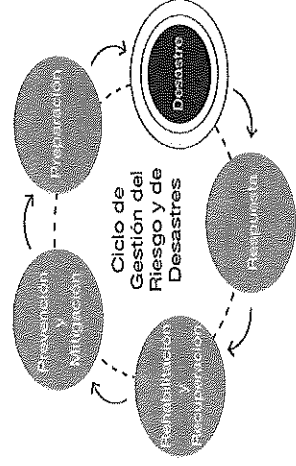 Ciclo de
Gestión del
Riesgo y de
Desastres
Preparación
Desastre
Respuesta
Rehabilitación
y
Recuperación
Prevención
y
Mitigación